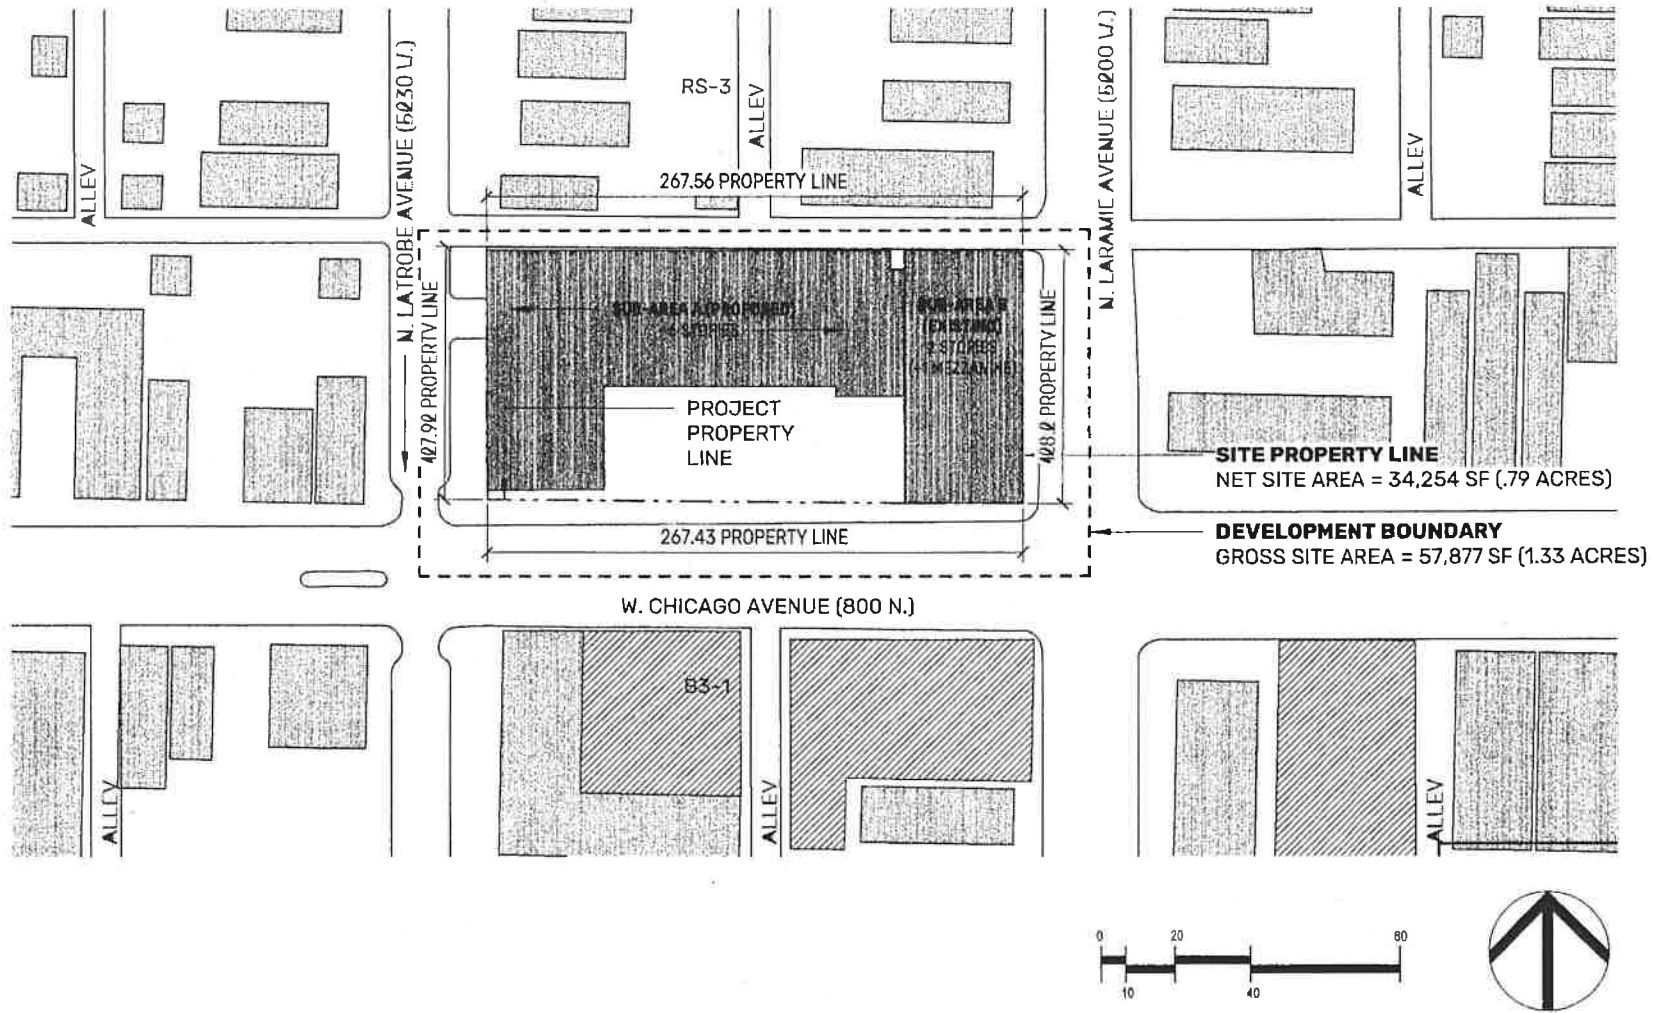 RS-3
ALLEY
ALLEY
ALLEY
N. LATROBE AVENUE (5230 W.)
N. LARAMIE AVENUE (5200 W.)
267.56 PROPERTY LINE
127.92 PROPERTY LINE
SUB-AREA A (PROPOSED)
STORIES
SUB-AREA B
(EXISTING)
2 STORIES
(+1 MEZZANINE)
128.2 PROPERTY LINE
PROJECT
PROPERTY
LINE
SITE PROPERTY LINE
NET SITE AREA = 34,254 SF (.79 ACRES)
267.43 PROPERTY LINE
DEVELOPMENT BOUNDARY
GROSS SITE AREA = 57,877 SF (1.33 ACRES)
W. CHICAGO AVENUE (800 N.)
B3-1
ALLEY
ALLEY
ALLEY
0 20 80
10 40